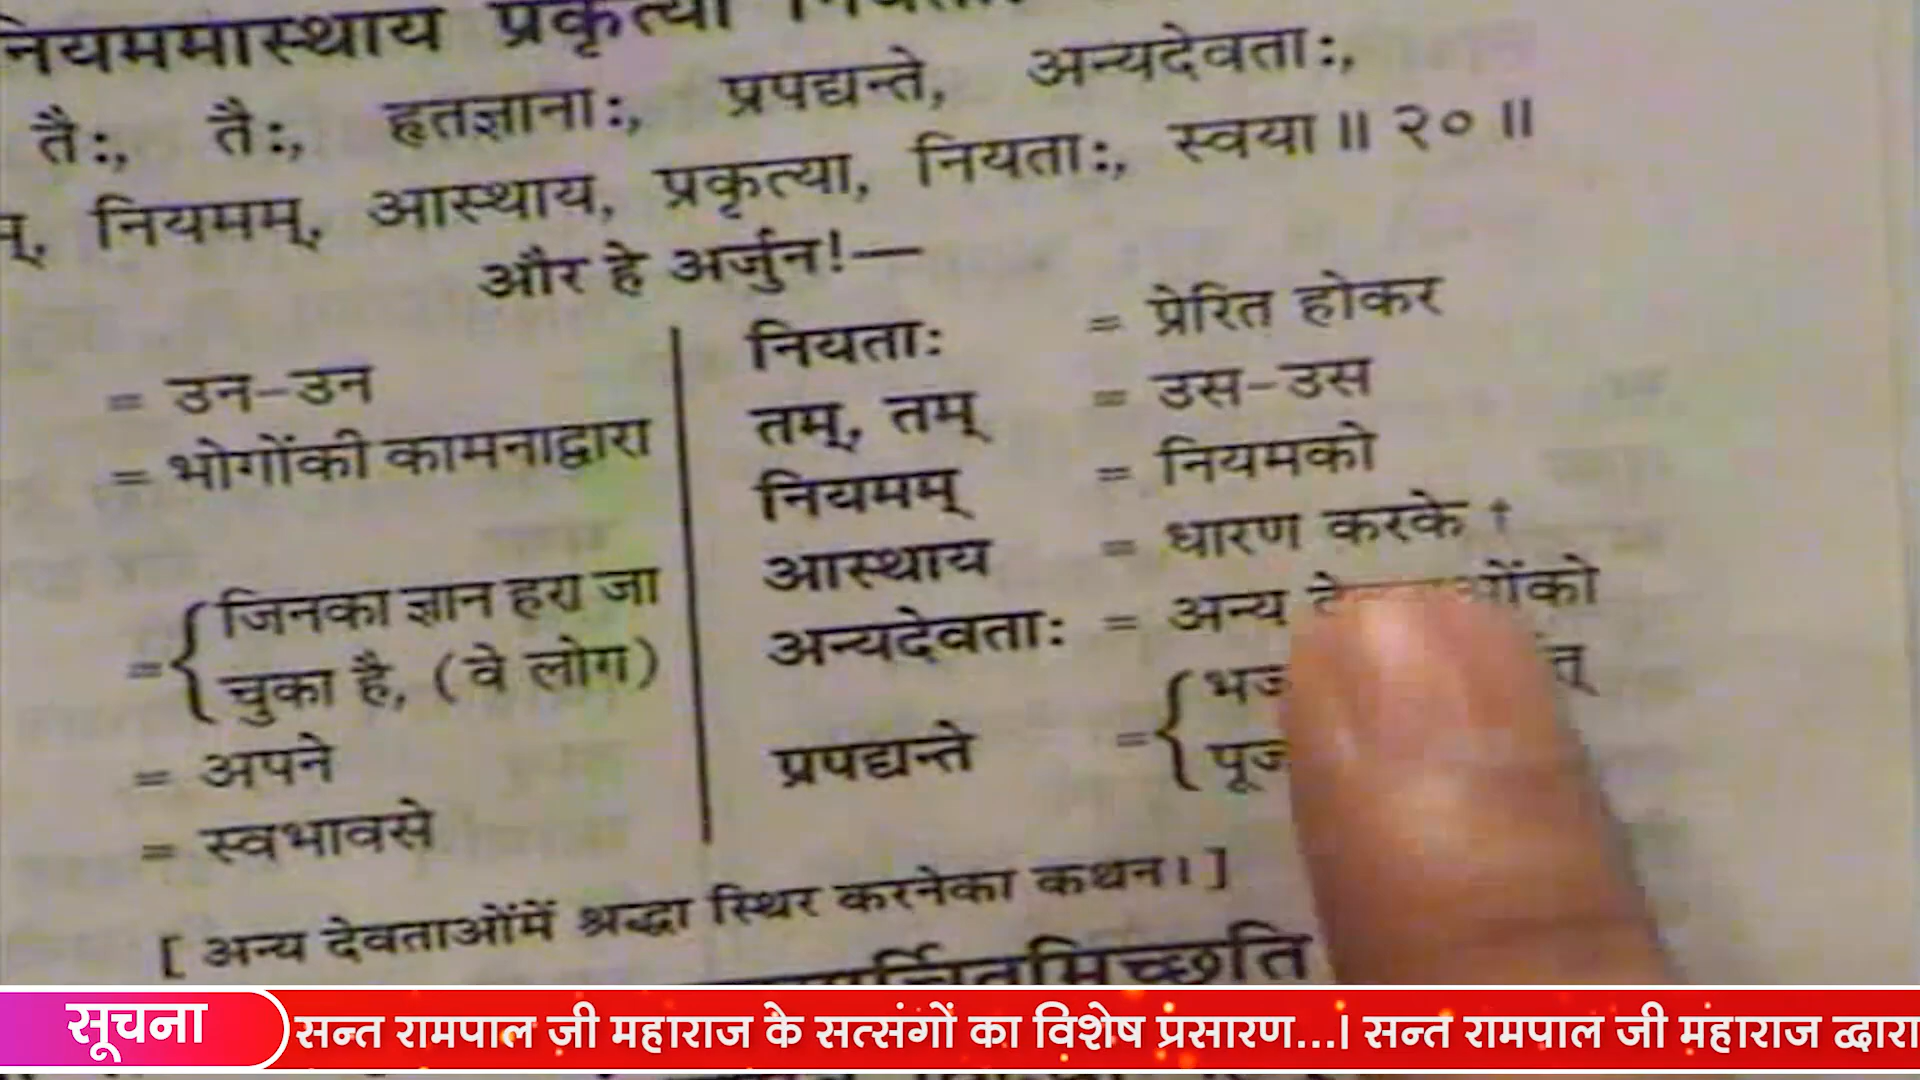 नियममास्थाय प्रकृत्या
तैः, तैः, हृतज्ञानाः, प्रपद्यन्ते, अन्यदेवताः,
नियमम्, आस्थाय, प्रकृत्या, नियताः, स्वया ॥ २० ॥
और हे अर्जुन!—
= उन-उन
= भोगोंकी कामनाद्वारा
= { जिनका ज्ञान हरा जा
चुका है, (वे लोग)
= अपने
= स्वभावसे
नियताः = प्रेरित होकर
तम्, तम् = उस-उस
नियमम् = नियमको
आस्थाय = धारण करके †
अन्यदेवताः = अन्य
प्रपद्यन्ते = {
[ अन्य देवताओंमें श्रद्धा स्थिर करनेका कथन। ]
सूचना
सन्त रामपाल जी महाराज के सत्संगों का विशेष प्रसारण...। सन्त रामपाल जी महाराज द्वारा